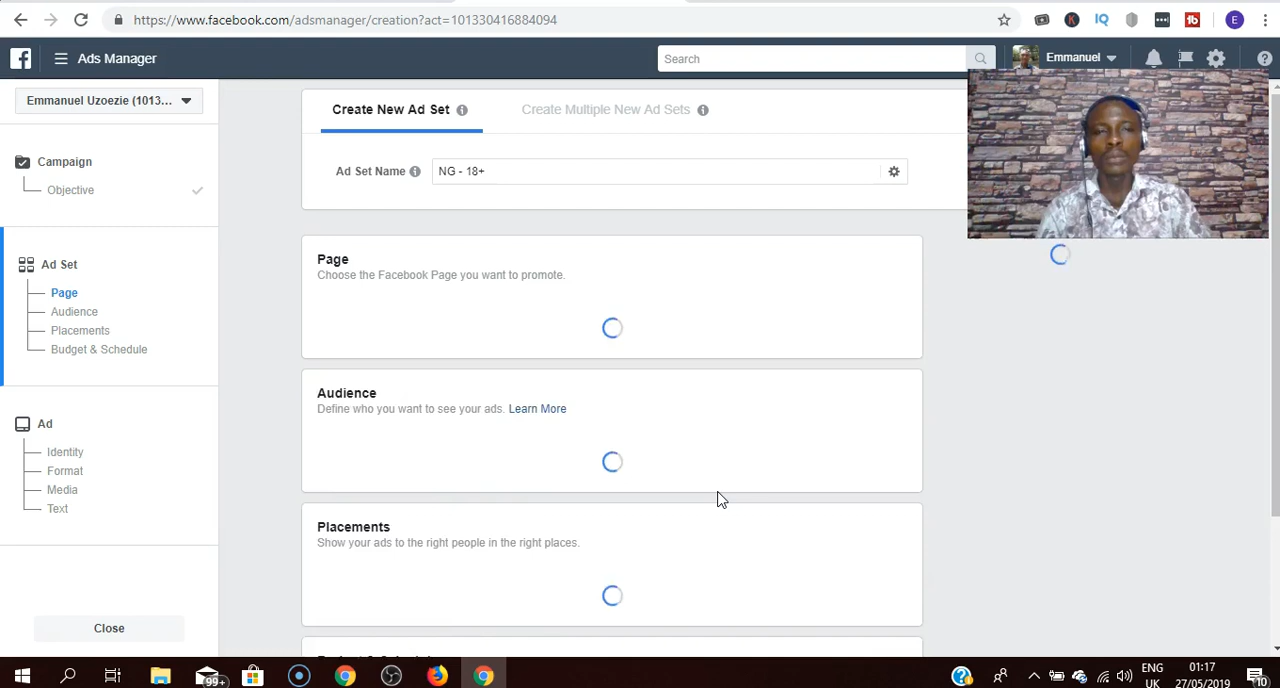 https://www.facebook.com/adsmanager/creation?act=101330416884094
K
IQ
E
Ads Manager
Search
Emmanuel
Emmanuel Uzoezie (1013...
Create New Ad Set
Create Multiple New Ad Sets
Campaign
Objective
Ad Set Name
NG - 18+
Ad Set
Page
Audience
Placements
Budget & Schedule
Page
Choose the Facebook Page you want to promote.
Audience
Define who you want to see your ads. Learn More
Ad
Identity
Format
Media
Text
Placements
Show your ads to the right people in the right places.
Close
99+
ENG
UK
01:17
27/05/2019
10